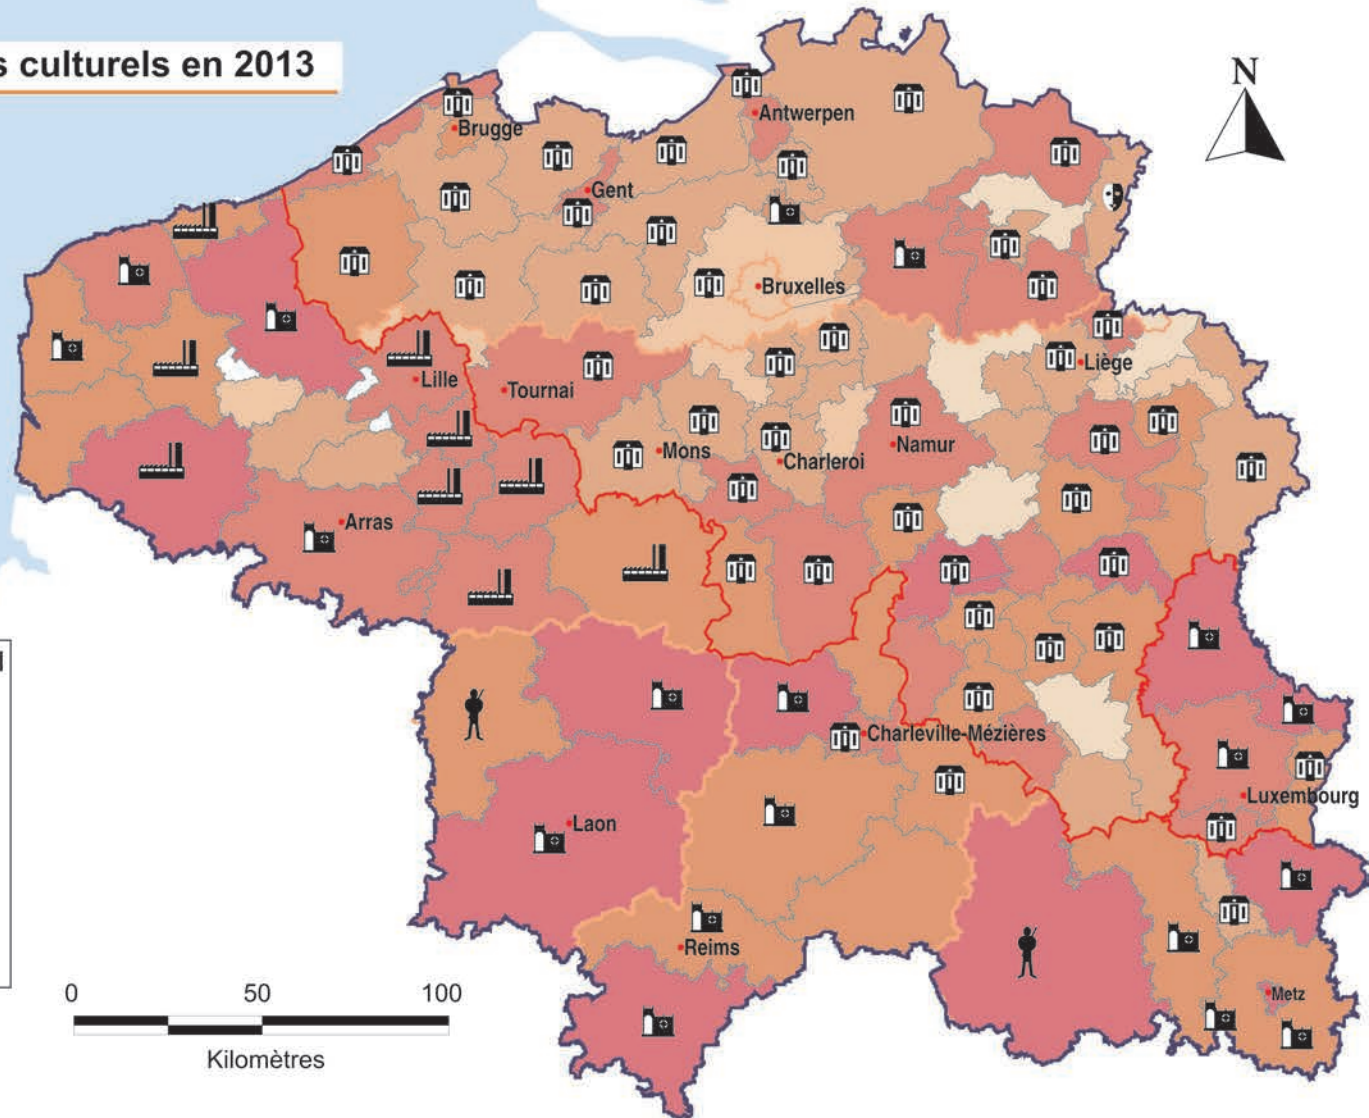 s culturels en 2013
N
Antwerpen
Brugge
Gent
Bruxelles
Lille
Tournai
Liège
Mons
Charleroi
Namur
Arras
Charleville-Mézières
Luxembourg
Laon
Reims
Metz
0 50 100
Kilomètres